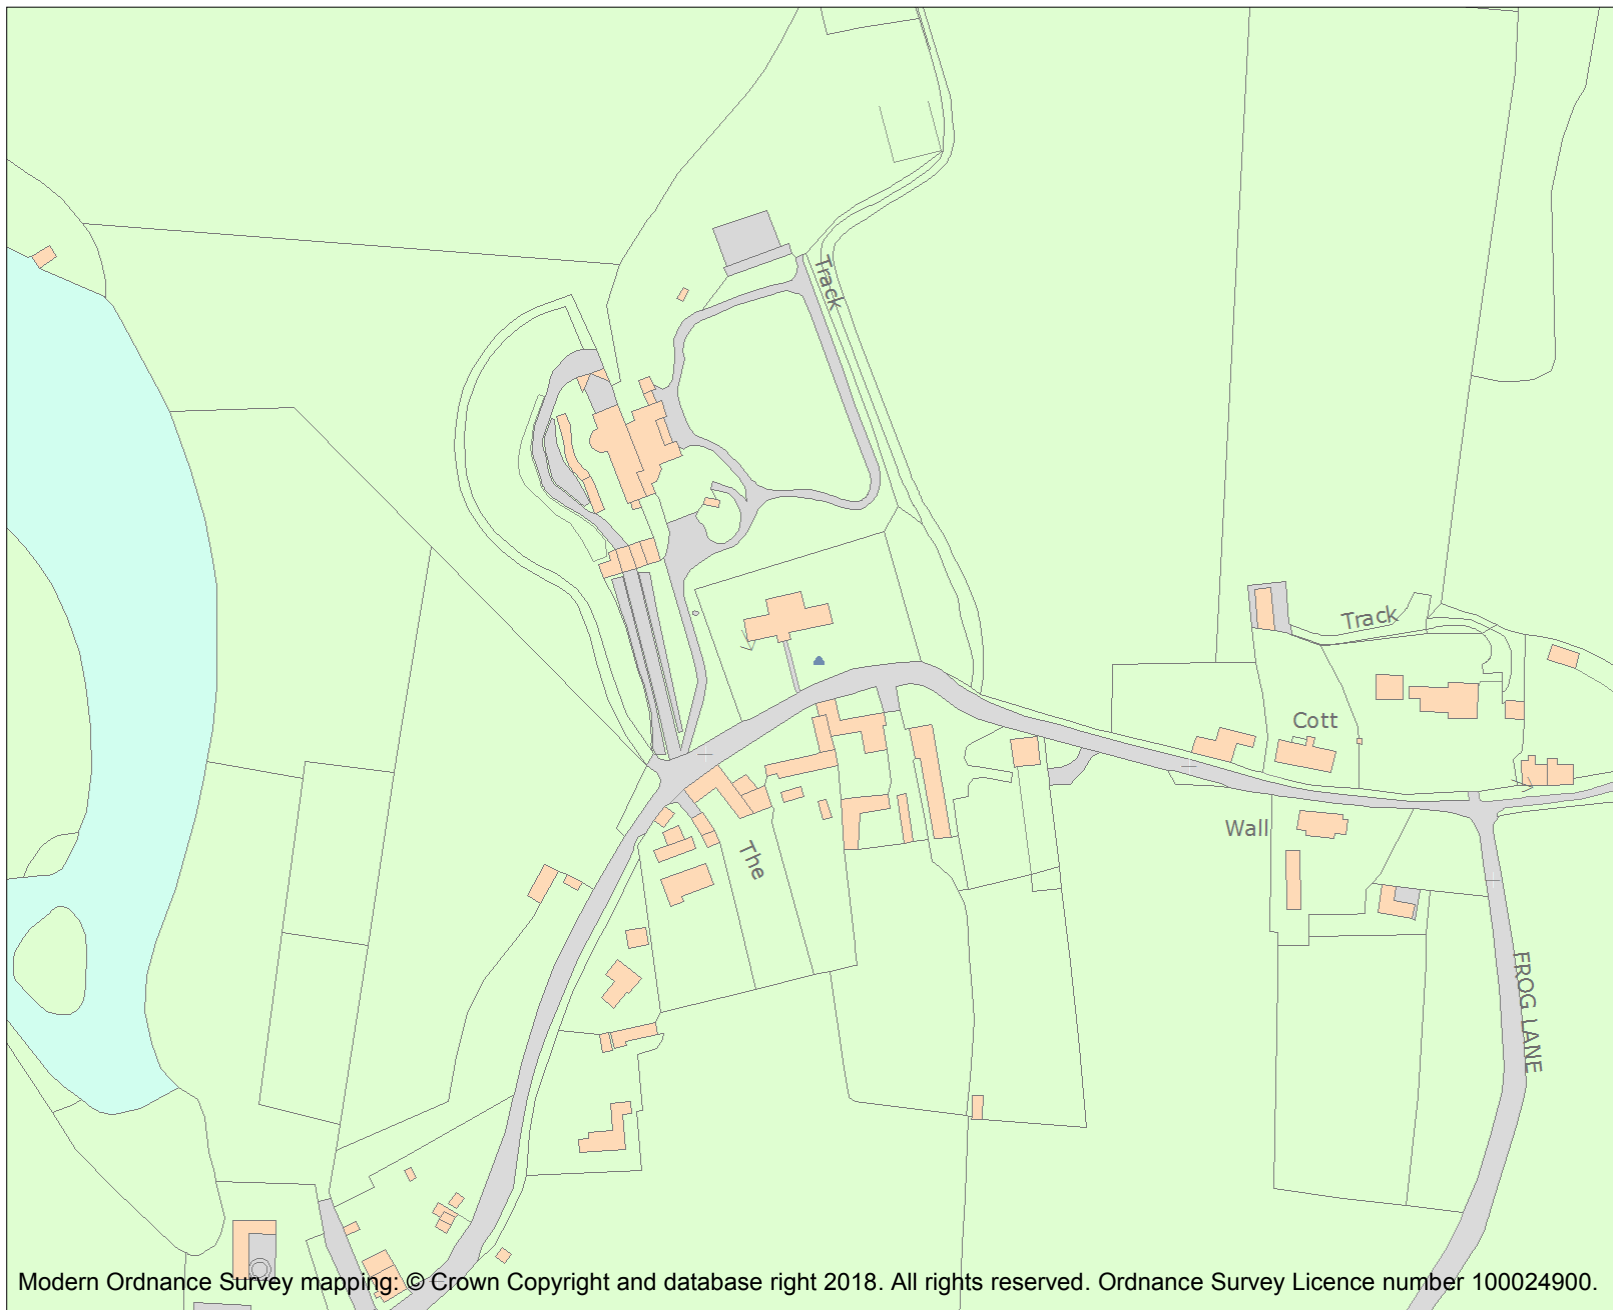 Track
Track
Cott
Wall
The
FROG LANE
Modern Ordnance Survey mapping: © Crown Copyright and database right 2018. All rights reserved. Ordnance Survey Licence number 100024900.